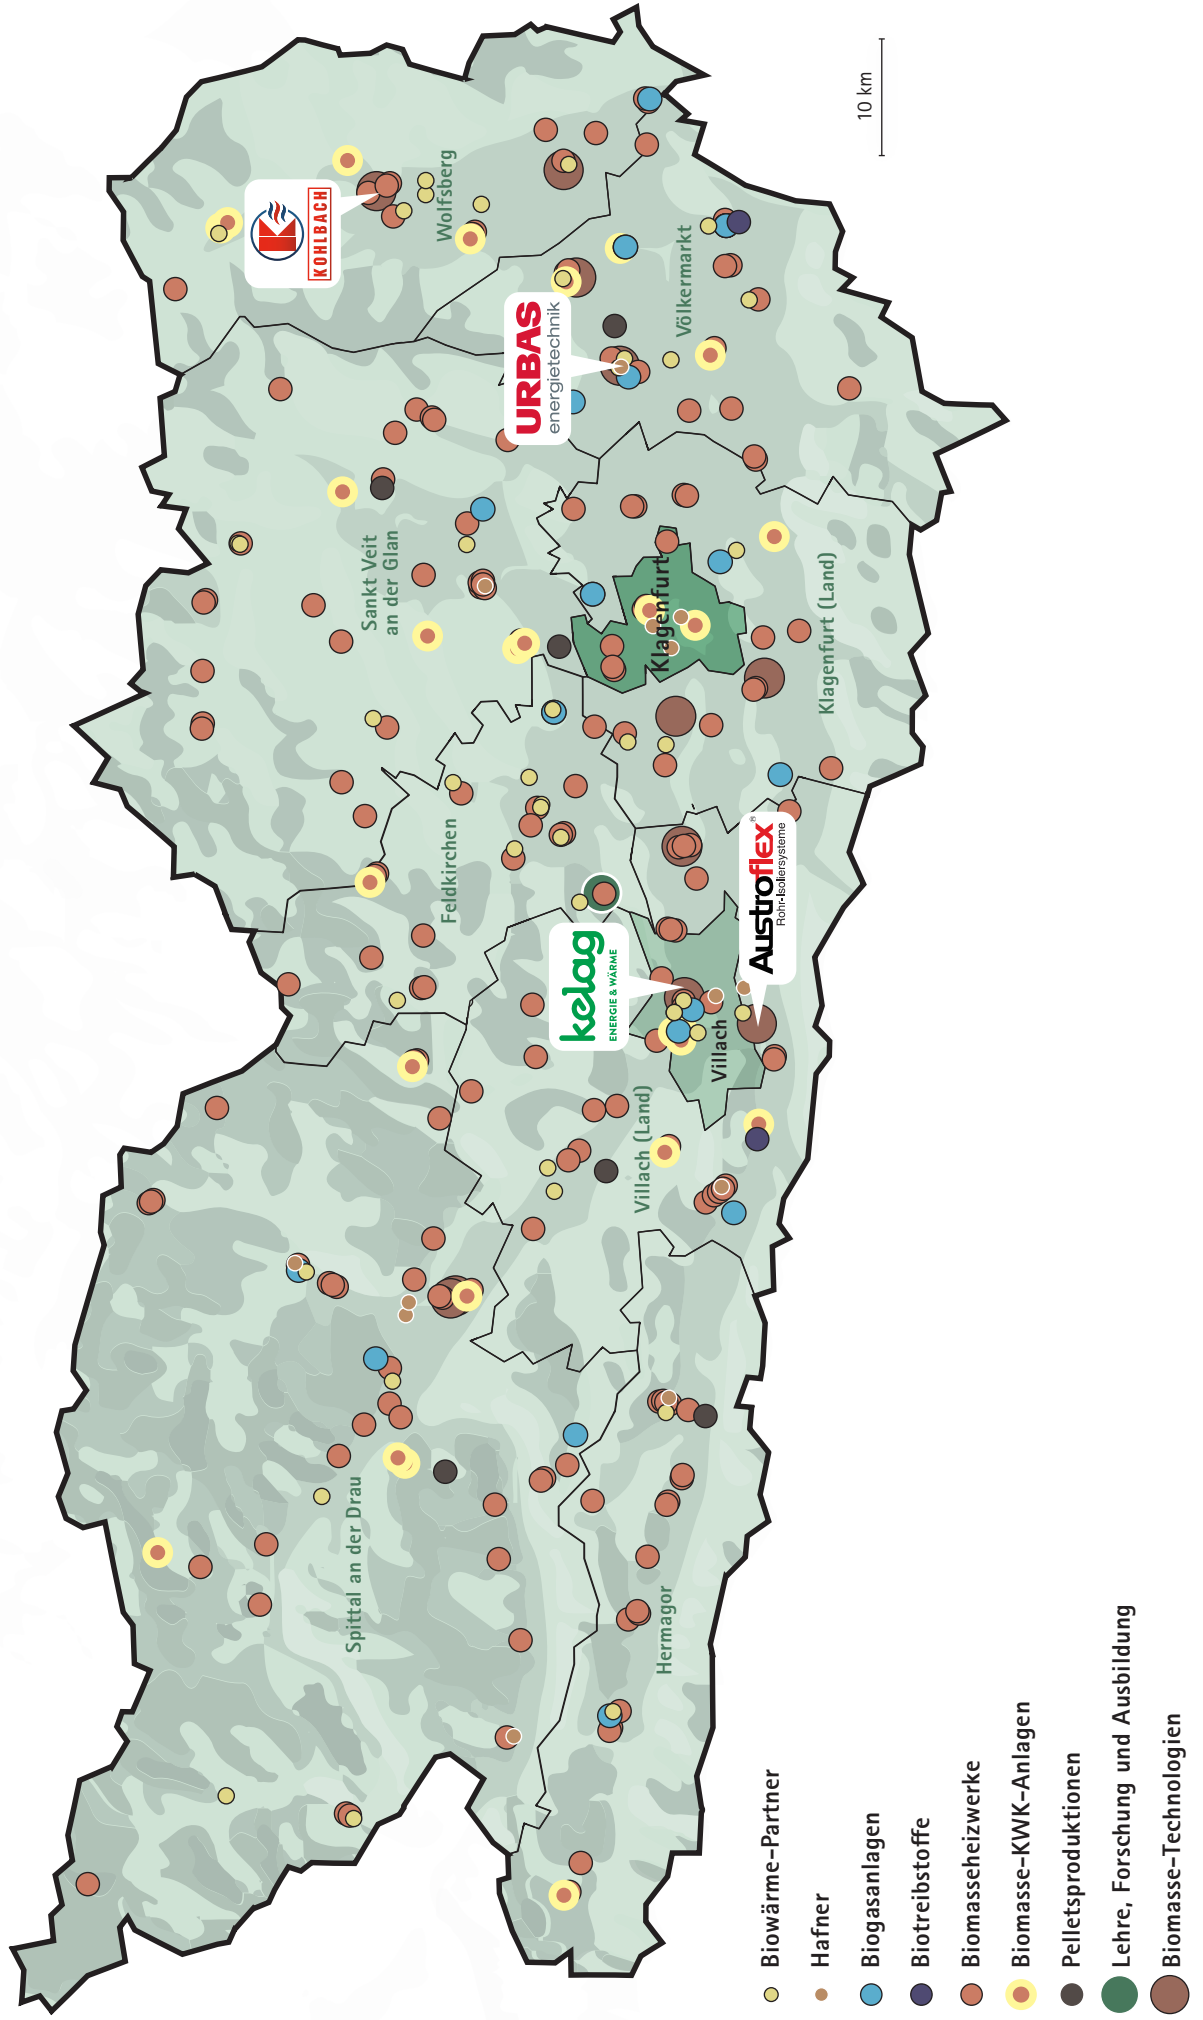 KOHLBACH
Wolfsberg
10 km
URBAS
energietechnik
Völkermarkt
Sankt Veit
an der Glan
Klagenfurt
Klagenfurt (Land)
Feldkirchen
kelag
ENERGIE & WÄRME
Austroflex®
Rohr-Isoliersysteme
Villach
Villach (Land)
Spittal an der Drau
Hermagor
Biowärme-Partner
Hafner
Biogasanlagen
Biotreibstoffe
Biomasseheizwerke
Biomasse-KWK-Anlagen
Pelletsproduktionen
Lehre, Forschung und Ausbildung
Biomasse-Technologien